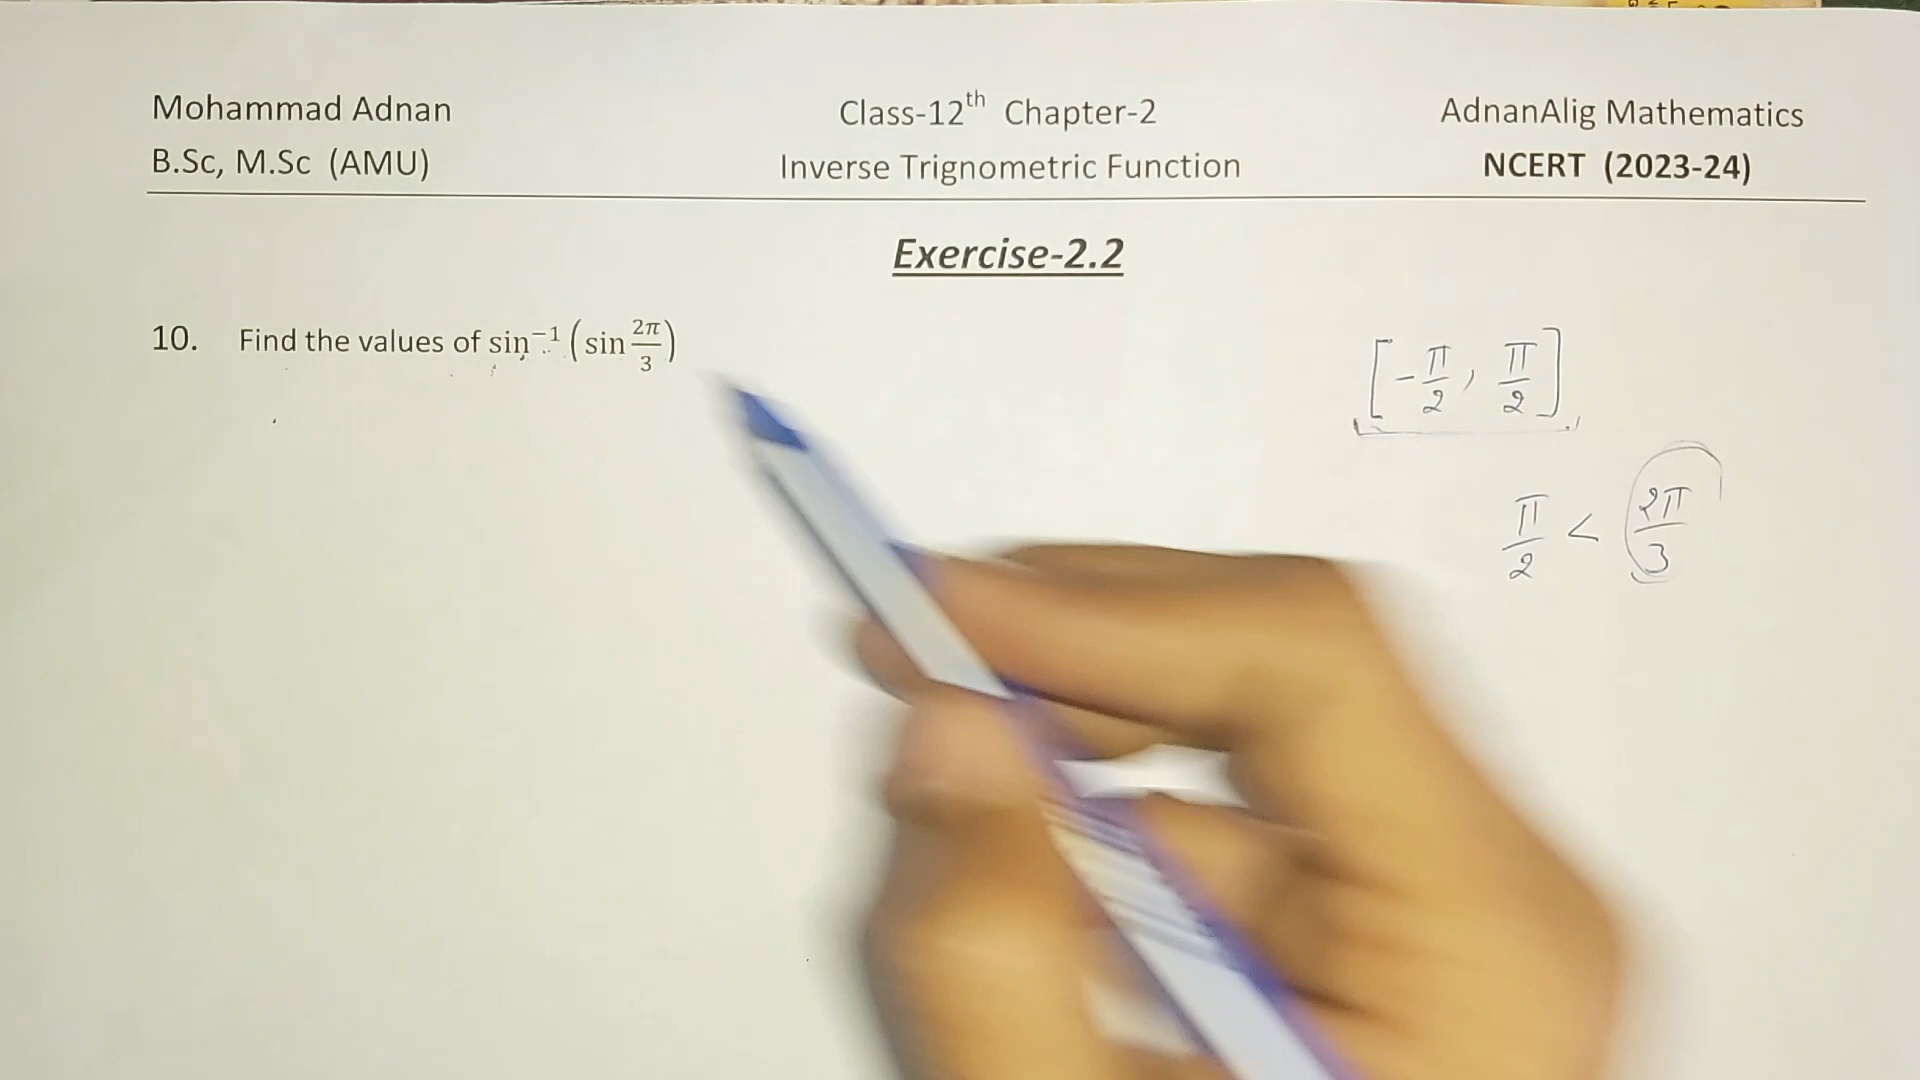 Mohammad Adnan
B.Sc, M.Sc (AMU)
Class-12th Chapter-2
Inverse Trignometric Function
AdnanAlig Mathematics
NCERT (2023-24)
Exercise-2.2
10. Find the values of sin⁻¹(sin 2π/3)
[-π/2, π/2]
π/2 < 2π/3